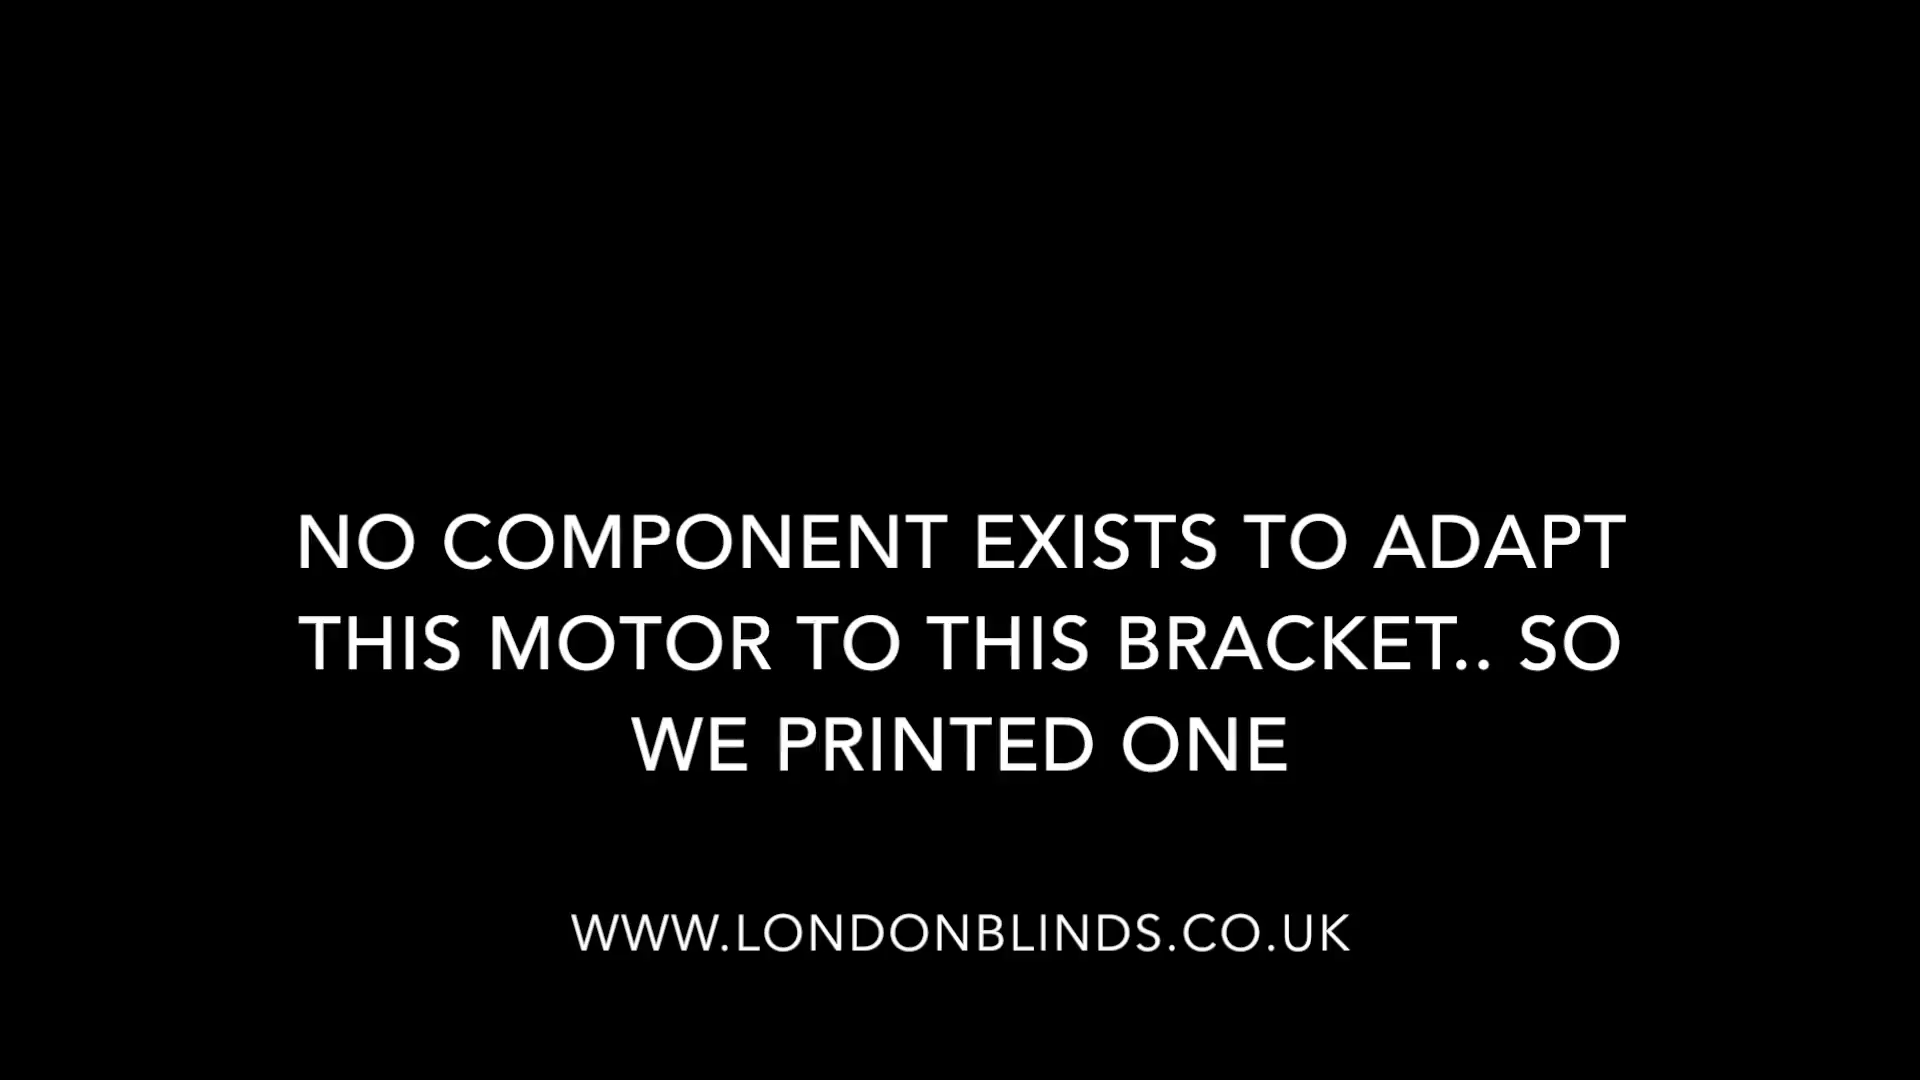 NO COMPONENT EXISTS TO ADAPT
THIS MOTOR TO THIS BRACKET.. SO
WE PRINTED ONE
WWW.LONDONBLINDS.CO.UK